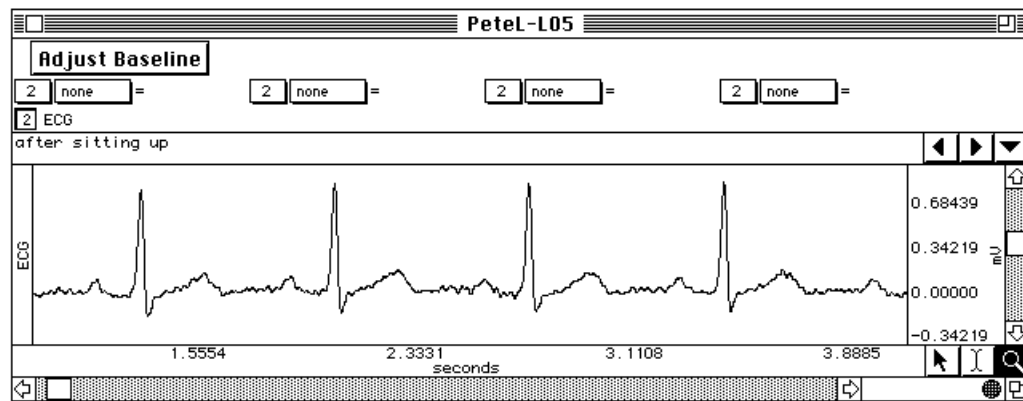 PeteL-L05
Adjust Baseline
2 none = 2 none = 2 none = 2 none =
2 ECG
after sitting up
ECG
0.68439
0.34219
0.00000
-0.34219
mV
1.5554 2.3331 3.1108 3.8885
seconds